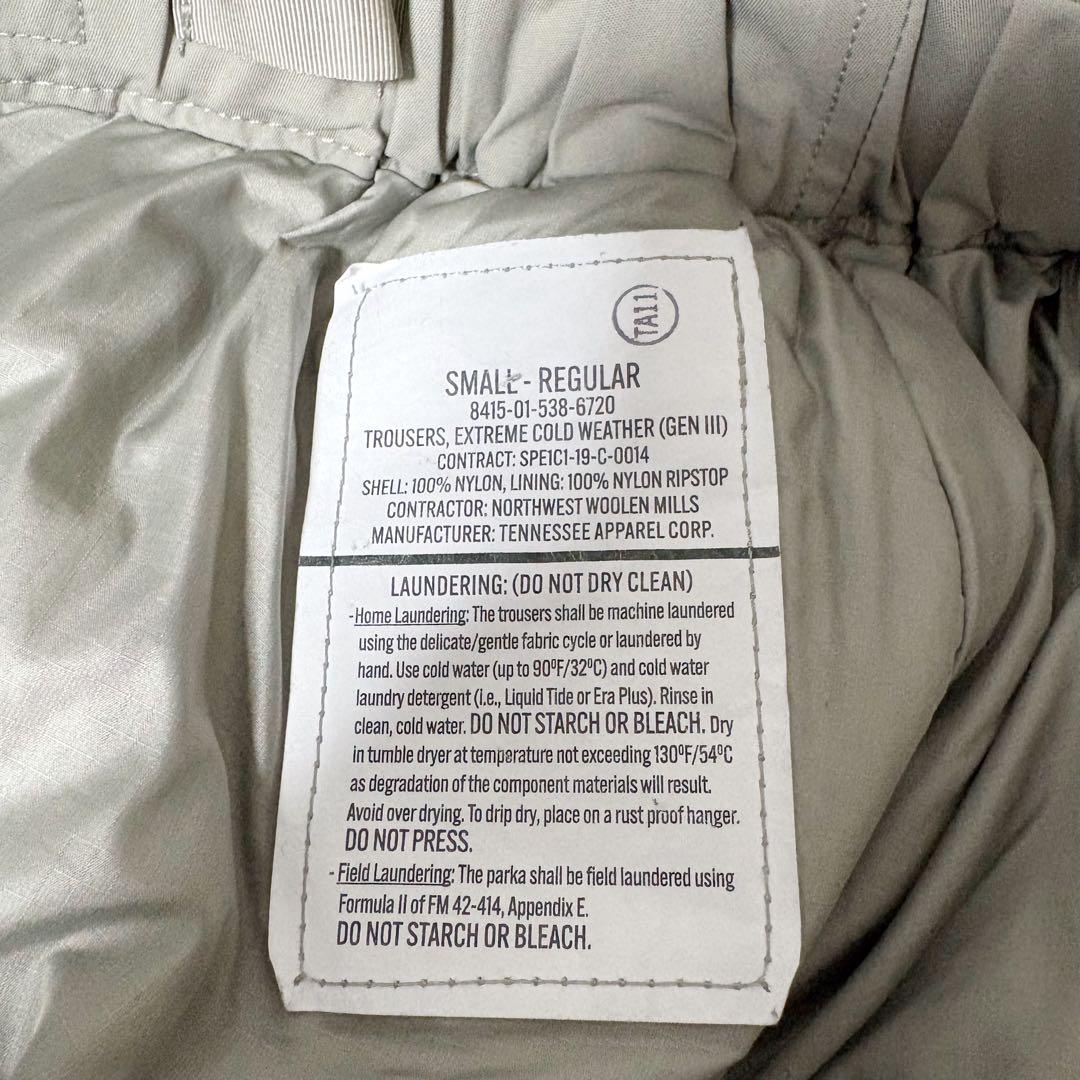 TA11
SMALL - REGULAR
8415-01-538-6720
TROUSERS, EXTREME COLD WEATHER (GEN III)
CONTRACT: SPE1C1-19-C-0014
SHELL: 100% NYLON, LINING: 100% NYLON RIPSTOP
CONTRACTOR: NORTHWEST WOOLEN MILLS
MANUFACTURER: TENNESSEE APPAREL CORP.
LAUNDERING: (DO NOT DRY CLEAN)
-Home Laundering: The trousers shall be machine laundered
using the delicate/gentle fabric cycle or laundered by
hand. Use cold water (up to 90ºF/32ºC) and cold water
laundry detergent (i.e., Liquid Tide or Era Plus). Rinse in
clean, cold water. DO NOT STARCH OR BLEACH. Dry
in tumble dryer at temperature not exceeding 130ºF/54ºC
as degradation of the component materials will result.
Avoid over drying. To drip dry, place on a rust proof hanger.
DO NOT PRESS.
- Field Laundering: The parka shall be field laundered using
Formula II of FM 42-414, Appendix E.
DO NOT STARCH OR BLEACH.